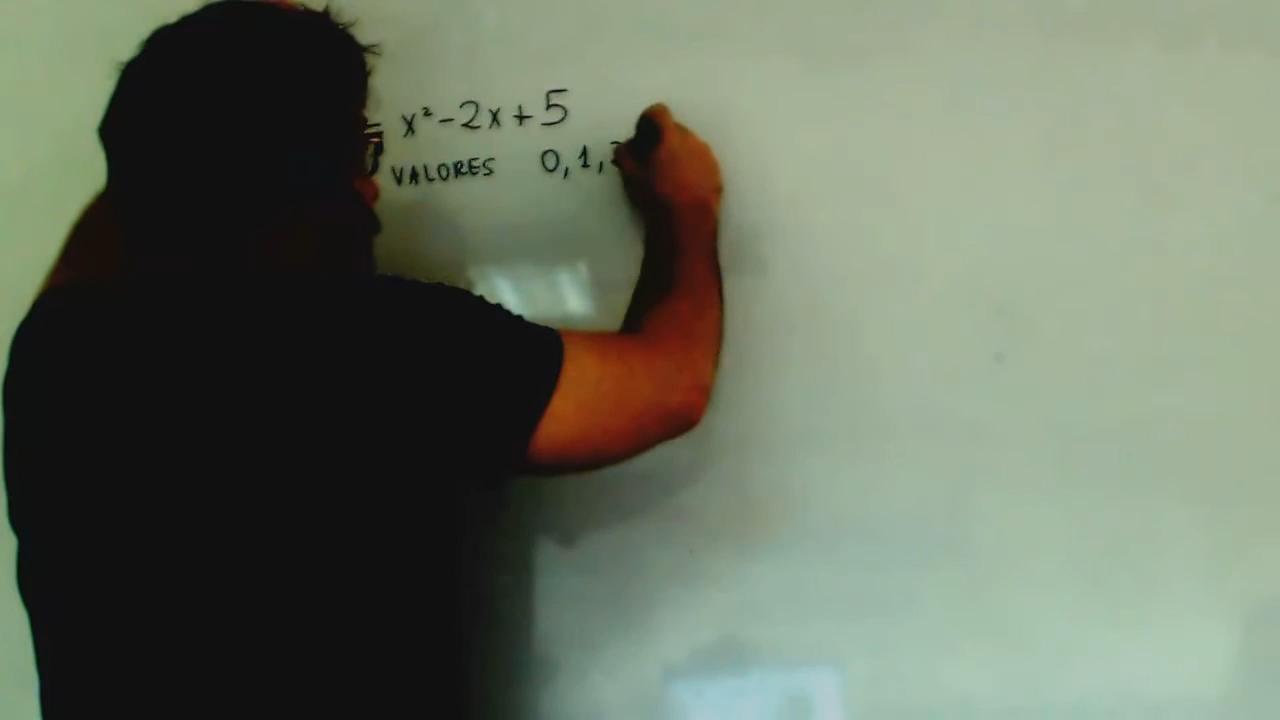 = x² - 2x + 5
VALORES 0, 1,